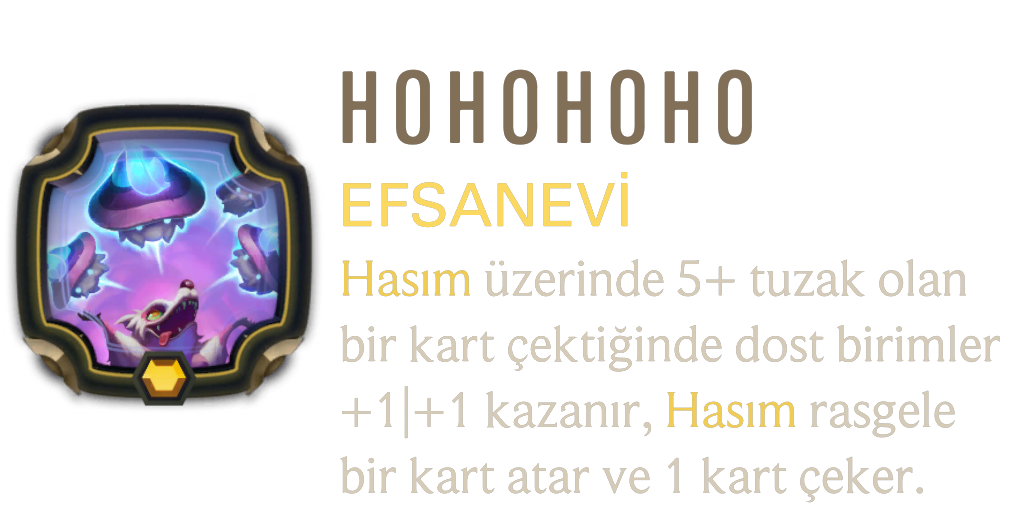 HOHOHOHO
EFSANEVİ
Hasım üzerinde 5+ tuzak olan
bir kart çektiğinde dost birimler
+1|+1 kazanır, Hasım rasgele
bir kart atar ve 1 kart çeker.